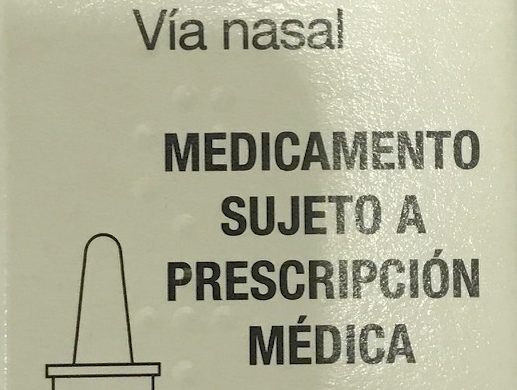 Vía nasal
MEDICAMENTO
SUJETO A
PRESCRIPCIÓN
MÉDICA